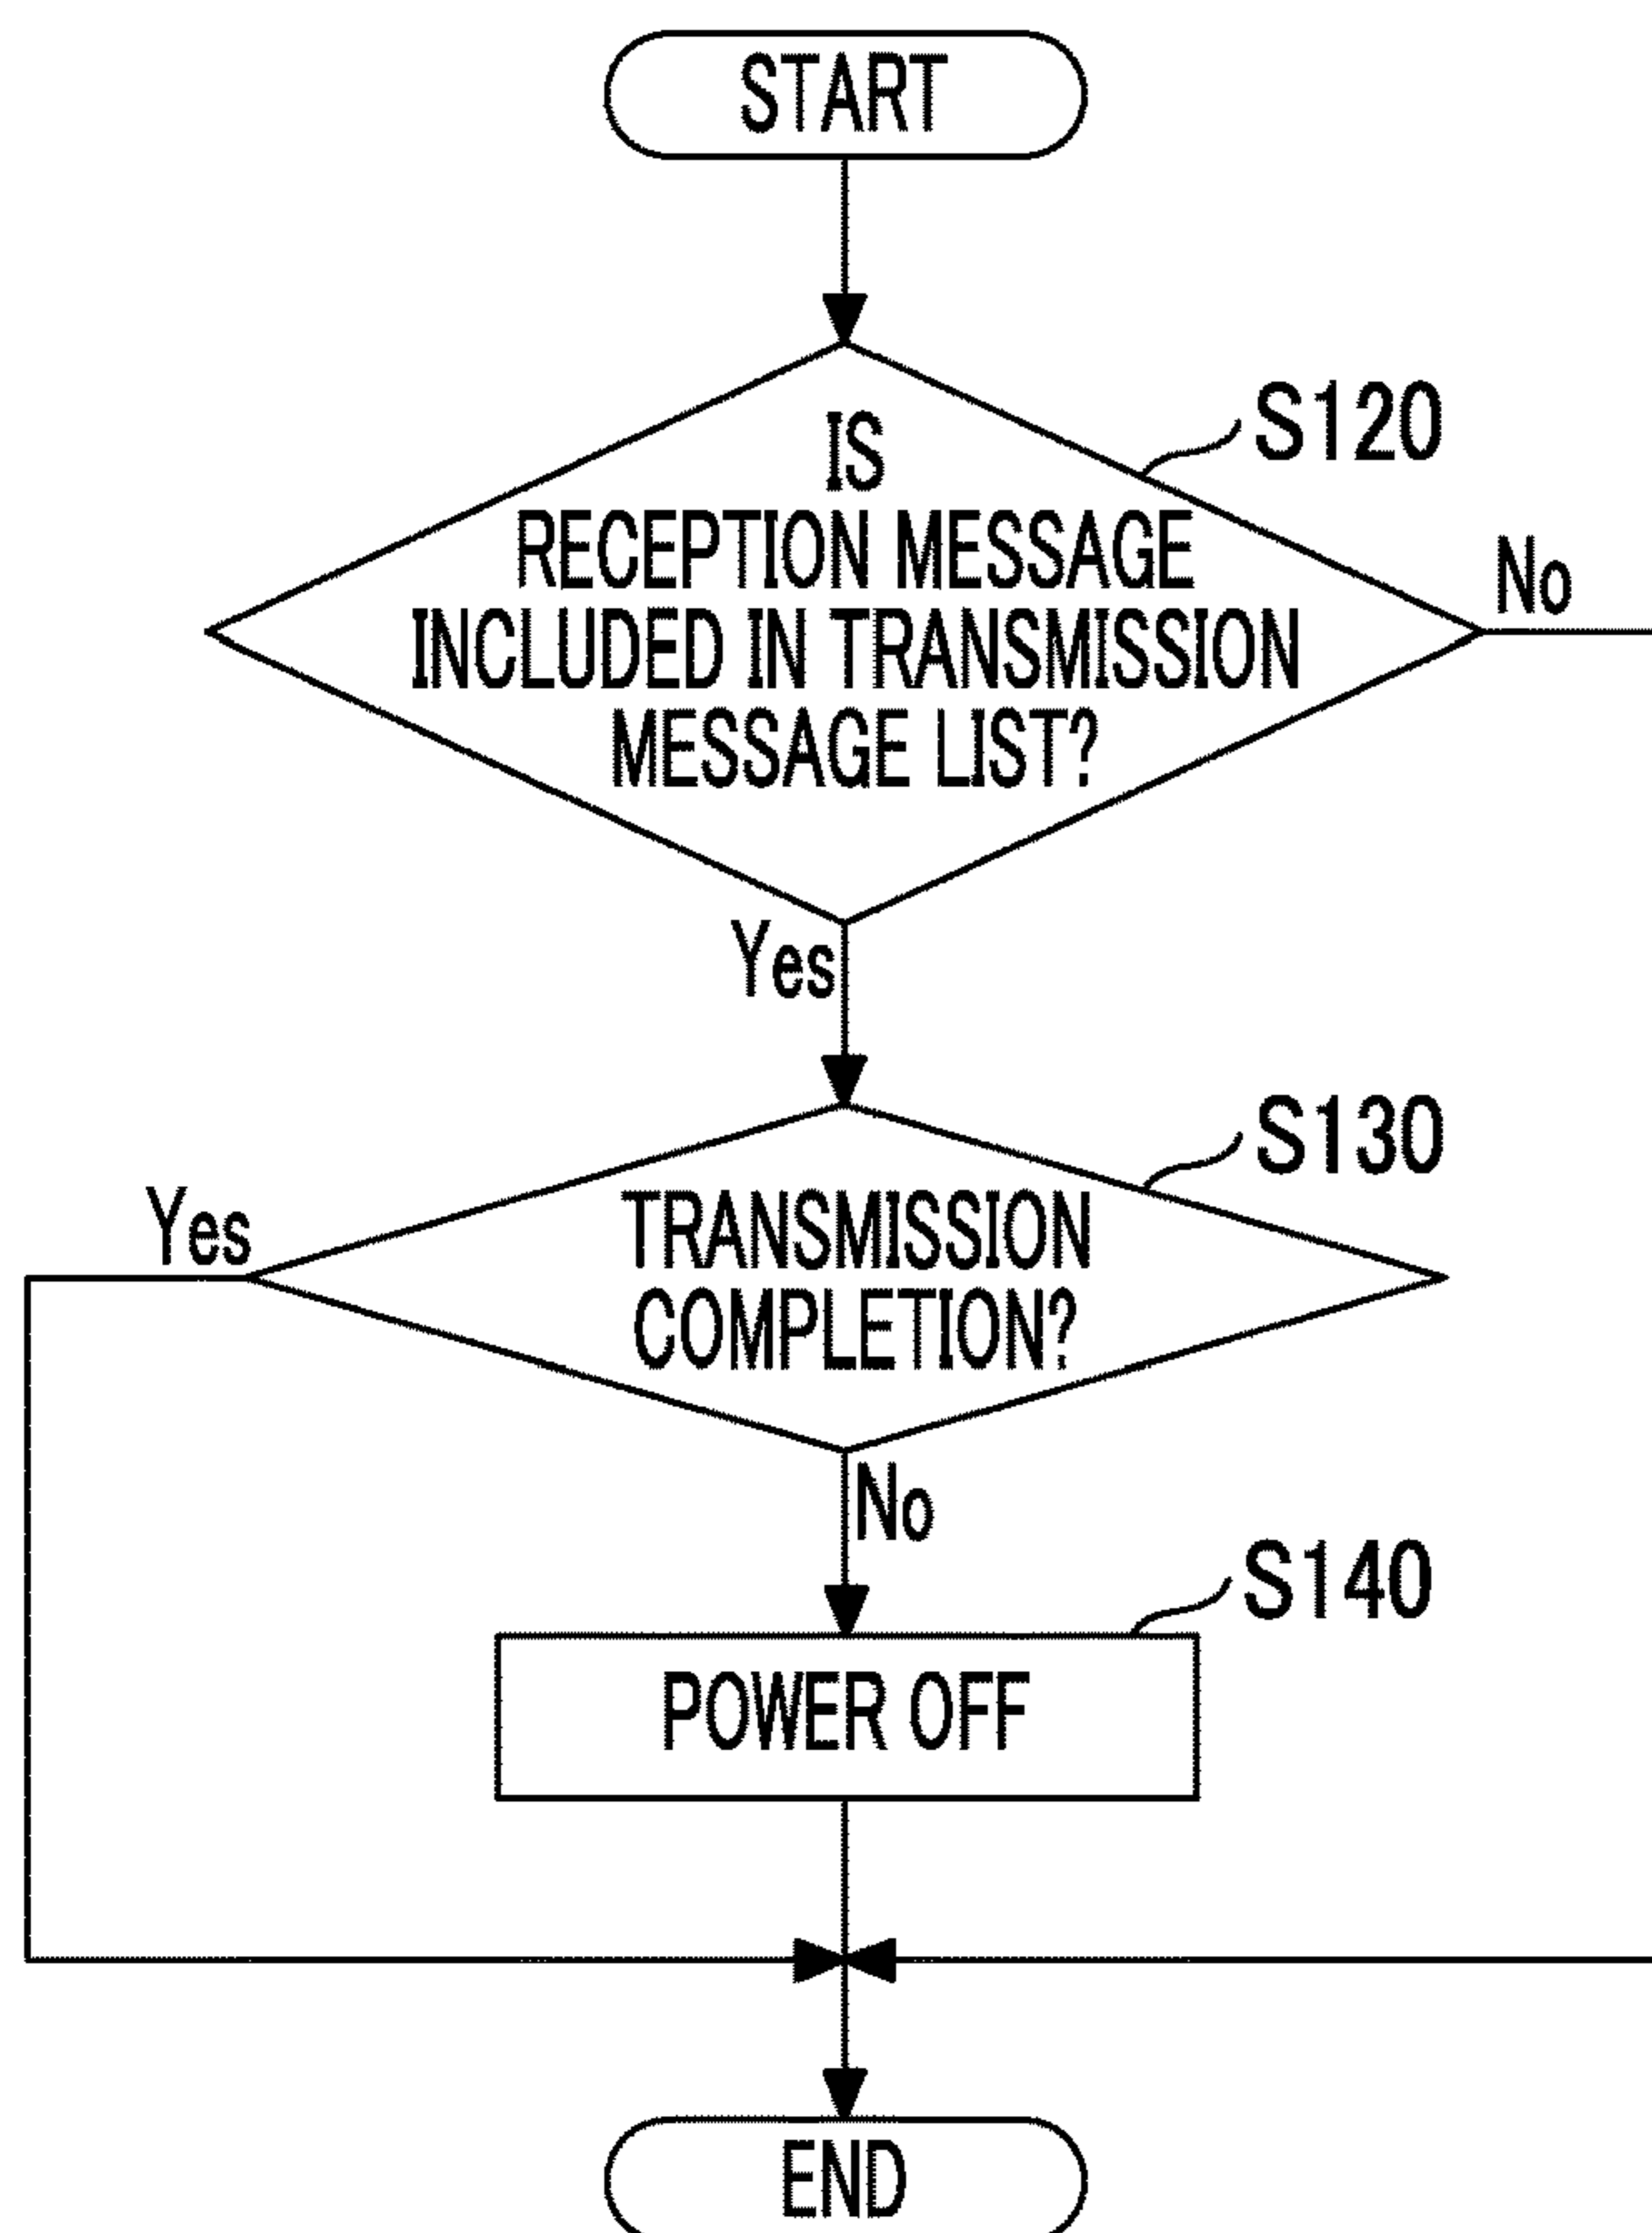 START
S120
IS
RECEPTION MESSAGE
INCLUDED IN TRANSMISSION
MESSAGE LIST?
No
Yes
S130
Yes
TRANSMISSION
COMPLETION?
No
S140
POWER OFF
END